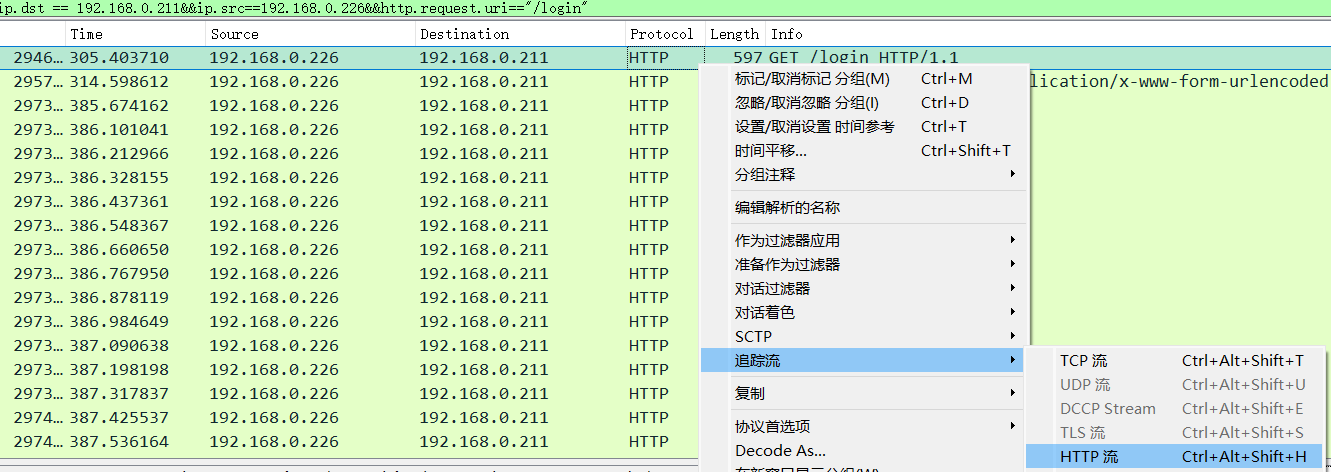 ip.dst == 192.168.0.211&&ip.src==192.168.0.226&&http.request.uri=="/login"
Time Source Destination Protocol Length Info
2946… 305.403710 192.168.0.226 192.168.0.211 HTTP 597 GET /login HTTP/1.1
2957… 314.598612 192.168.0.226 192.168.0.211 HTTP lication/x-www-form-urlencoded
2973… 385.674162 192.168.0.226 192.168.0.211 HTTP
2973… 386.101041 192.168.0.226 192.168.0.211 HTTP
2973… 386.212966 192.168.0.226 192.168.0.211 HTTP
2973… 386.328155 192.168.0.226 192.168.0.211 HTTP
2973… 386.437361 192.168.0.226 192.168.0.211 HTTP
2973… 386.548367 192.168.0.226 192.168.0.211 HTTP
2973… 386.660650 192.168.0.226 192.168.0.211 HTTP
2973… 386.767950 192.168.0.226 192.168.0.211 HTTP
2973… 386.878119 192.168.0.226 192.168.0.211 HTTP
2973… 386.984649 192.168.0.226 192.168.0.211 HTTP
2973… 387.090638 192.168.0.226 192.168.0.211 HTTP
2973… 387.198198 192.168.0.226 192.168.0.211 HTTP
2973… 387.317837 192.168.0.226 192.168.0.211 HTTP
2974… 387.425537 192.168.0.226 192.168.0.211 HTTP
2974… 387.536164 192.168.0.226 192.168.0.211 HTTP
标记/取消标记 分组(M) Ctrl+M
忽略/取消忽略 分组(I) Ctrl+D
设置/取消设置 时间参考 Ctrl+T
时间平移... Ctrl+Shift+T
分组注释
编辑解析的名称
作为过滤器应用
准备作为过滤器
对话过滤器
对话着色
SCTP
追踪流
复制
协议首选项
Decode As...
在新窗口显示分组(W)
TCP 流 Ctrl+Alt+Shift+T
UDP 流 Ctrl+Alt+Shift+U
DCCP Stream Ctrl+Alt+Shift+E
TLS 流 Ctrl+Alt+Shift+S
HTTP 流 Ctrl+Alt+Shift+H